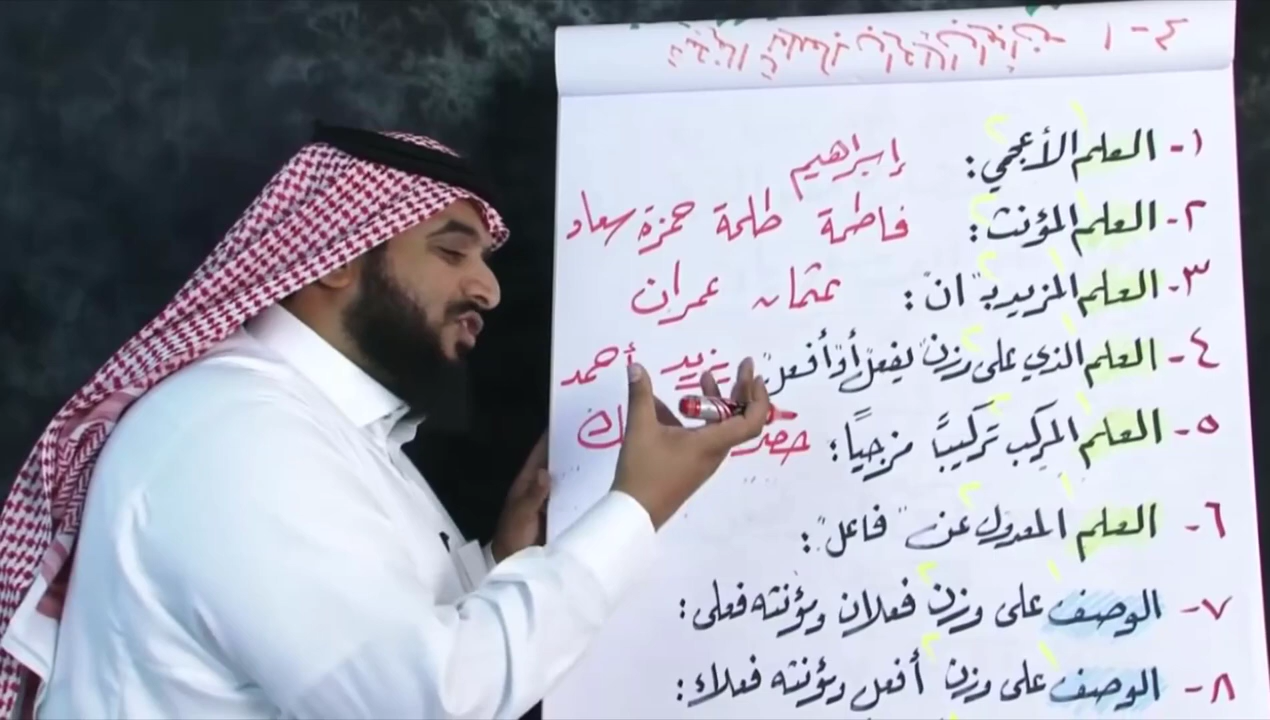 ١- العلم الأعجمي: إبراهيم
٢- العلم المؤنث: فاطمة طلحة حمزة سعاد
٣- العلم المزيد بـ "ان": عثمان عمران
٤- العلم الذي على وزن "يفعل" أو "أفعل": يزيد أحمد
٥- العلم المركب تركيبًا مزجيًا:
٦- العلم المعدول عن "فاعل":
٧- الوصف على وزن فعلان ومؤنثه فعلى:
٨- الوصف على وزن أفعل ومؤنثه فعلاء: